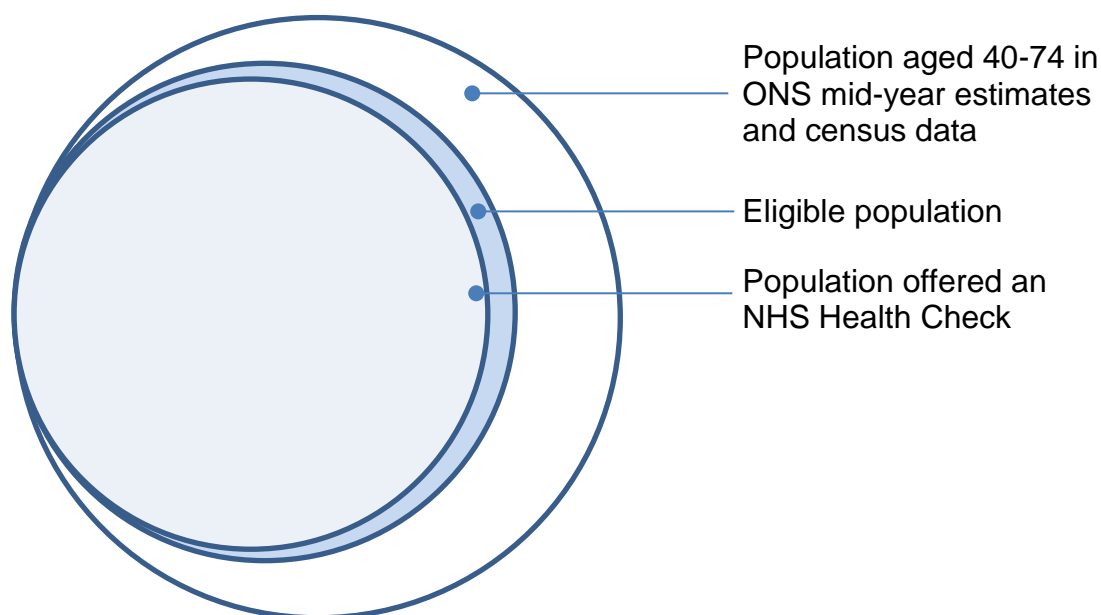 Population aged 40-74 in
ONS mid-year estimates
and census data
Eligible population
Population offered an
NHS Health Check